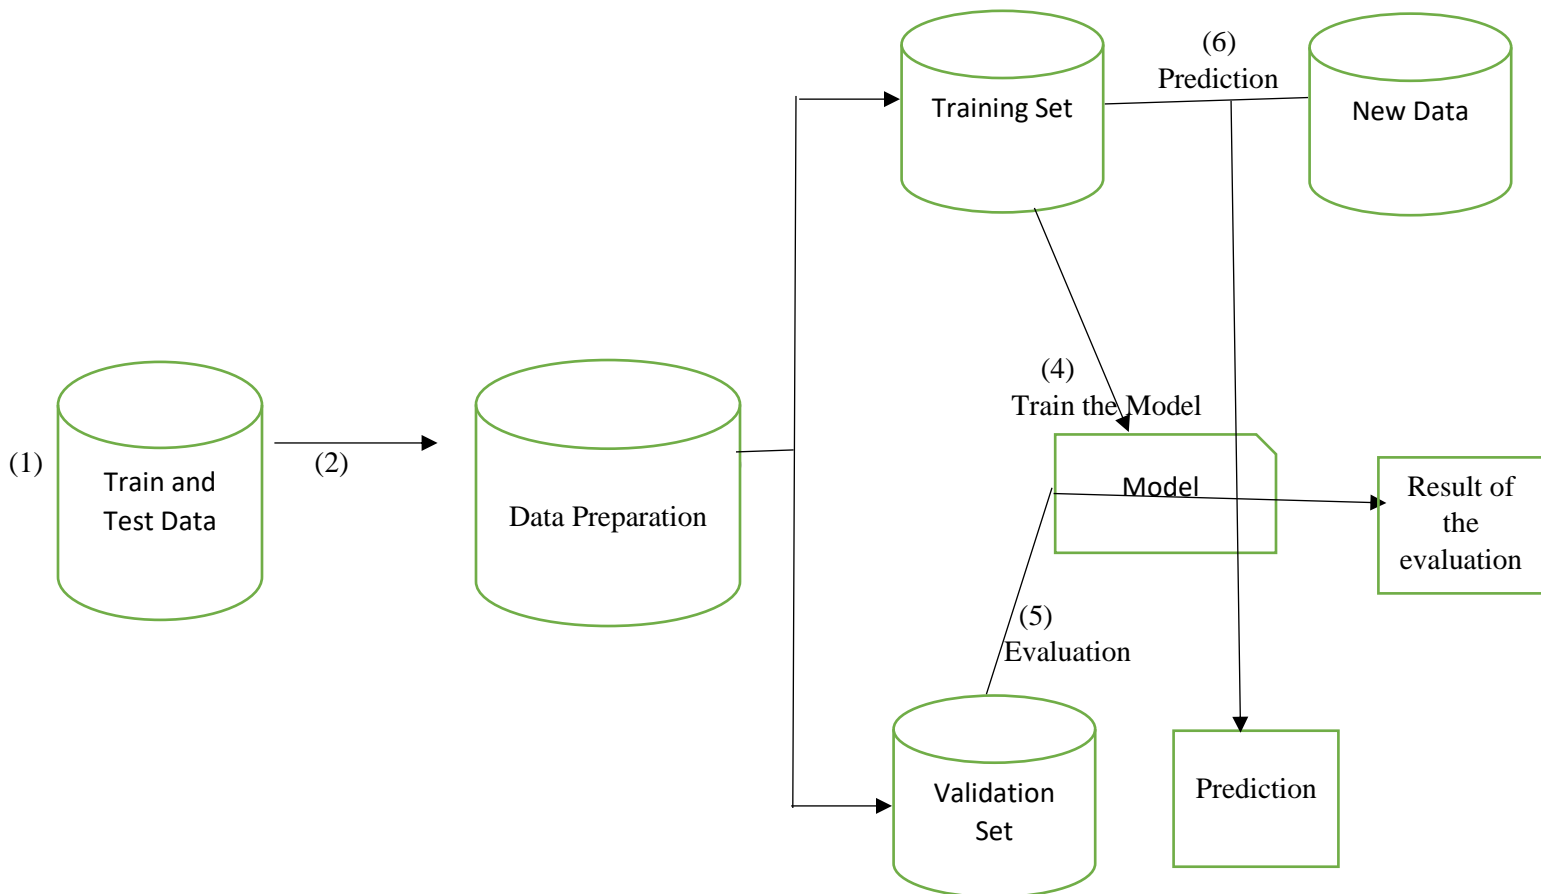 (6)
Prediction
Training Set
New Data
(4)
Train the Model
(1)
Train and
Test Data
(2)
Data Preparation
Model
Result of
the
evaluation
(5)
Evaluation
Validation
Set
Prediction